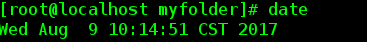 [root@localhost myfolder]# date
Wed Aug  9 10:14:51 CST 2017